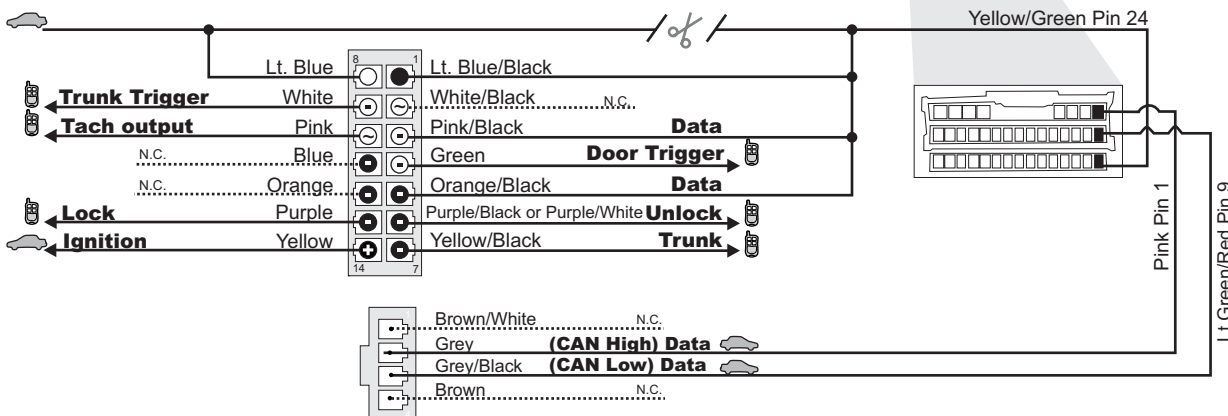 Yellow/Green Pin 24
8 1
Lt. Blue Lt. Blue/Black
Trunk Trigger White White/Black N.C.
Tach output Pink Pink/Black Data
N.C. Blue Green Door Trigger
N.C. Orange Orange/Black Data
Lock Purple Purple/Black or Purple/White Unlock
Ignition Yellow Yellow/Black Trunk
14 7
Pink Pin 1
Lt Green/Red Pin 9
Brown/White N.C.
Grey (CAN High) Data
Grey/Black (CAN Low) Data
Brown N.C.